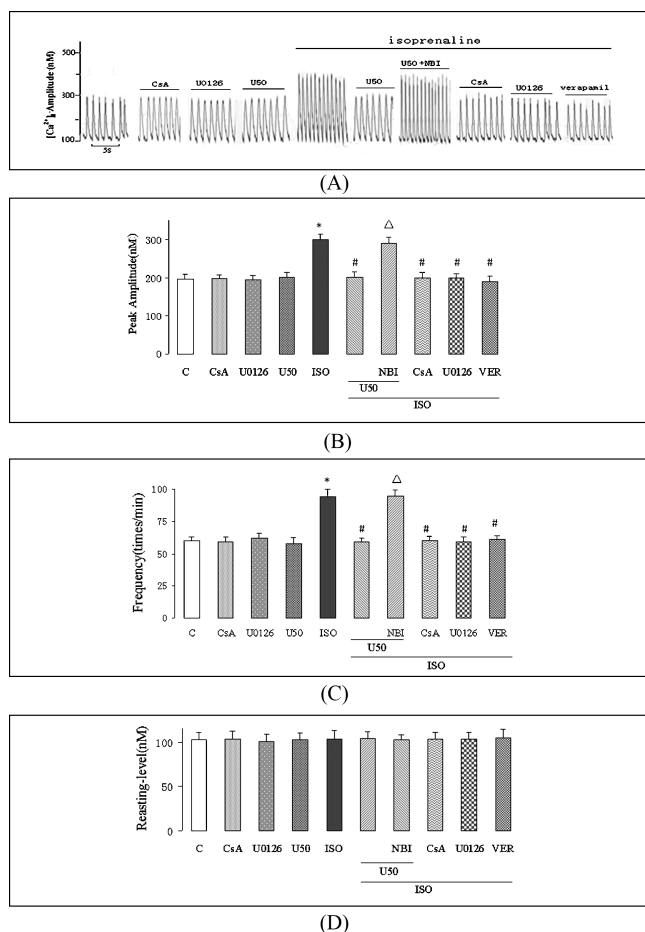 isoprenaline
500
U50 +NBI
CsA U0126 U50 U50 CsA U0126 verapamil
300
100
[Ca²⁺]i-Amplitude(nM)
5s
(A)
* △
300
# # # #
200
100
0
Peak Amplitude(nM)
C CsA U0126 U50 ISO NBI CsA U0126 VER
U50
ISO
(B)
* △
100
# # # #
75
50
25
0
Frequency(times/min)
C CsA U0126 U50 ISO NBI CsA U0126 VER
U50
ISO
(C)
100
50
0
Reasting-level(nM)
C CsA U0126 U50 ISO NBI CsA U0126 VER
U50
ISO
(D)